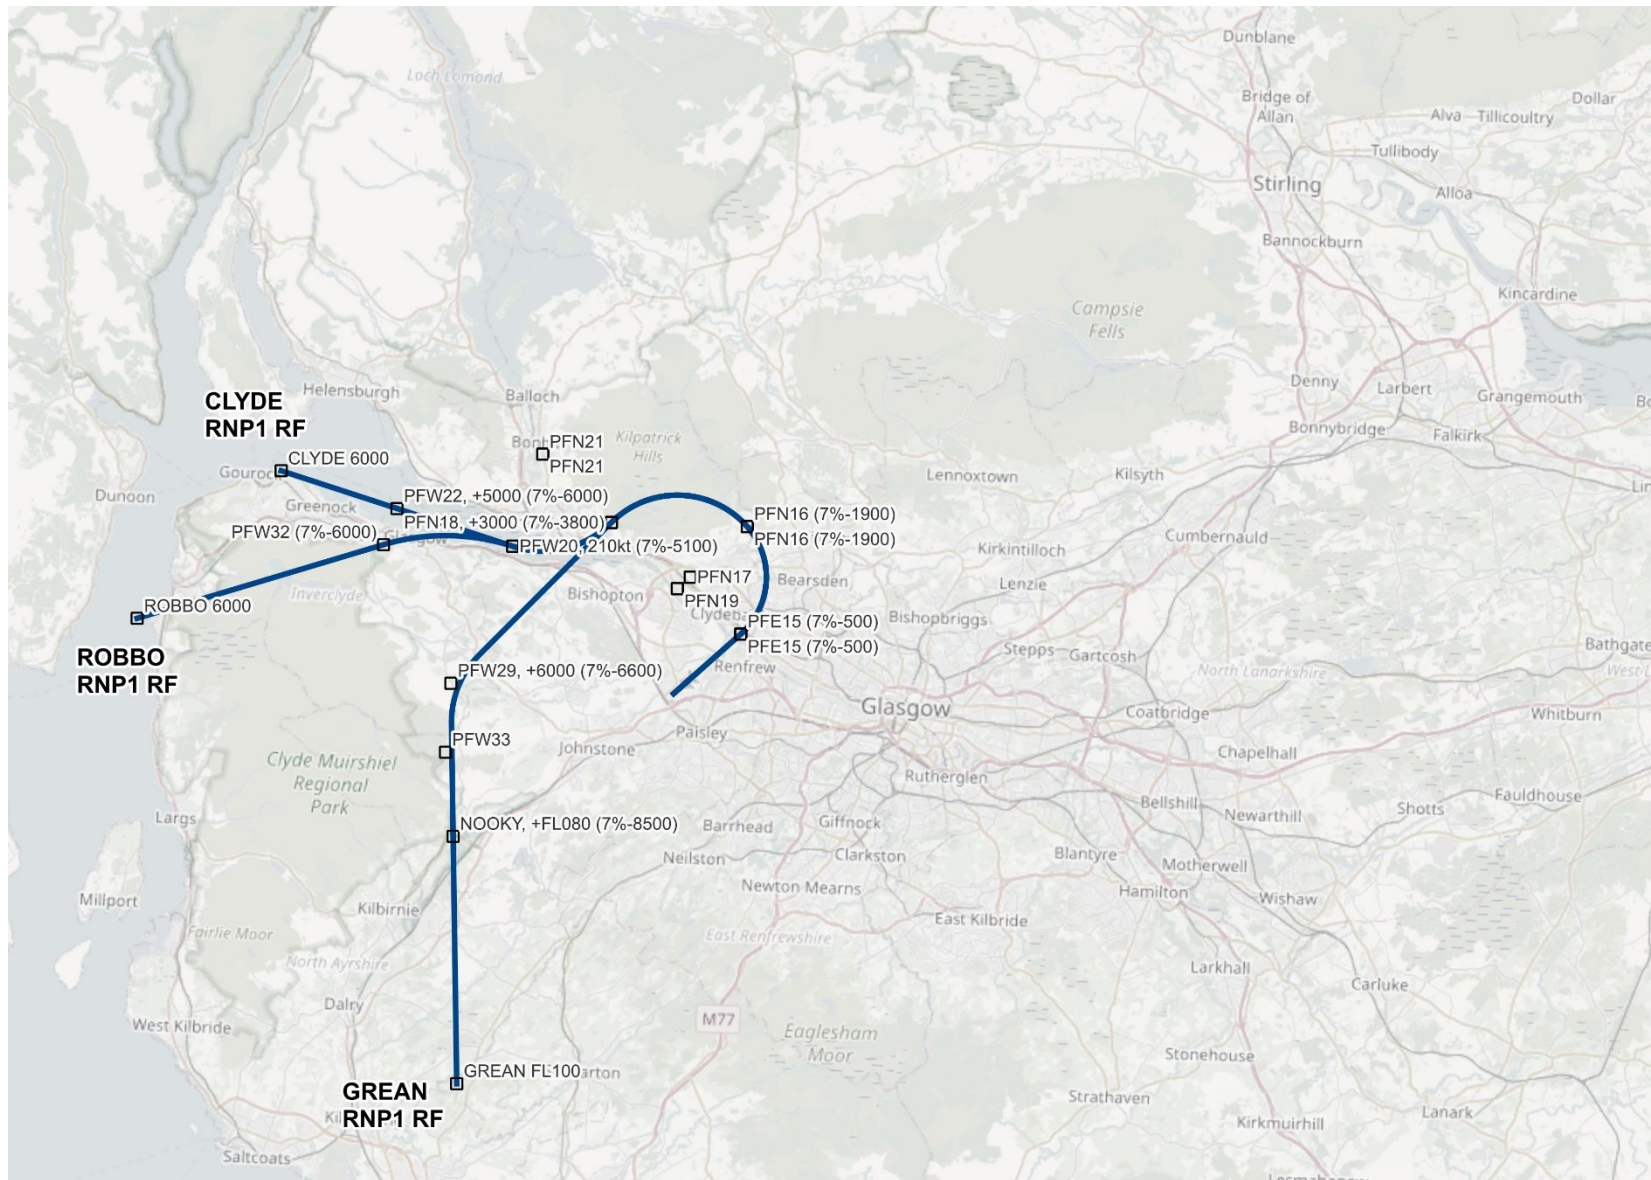 Dunblane
Loch Lomond
Bridge of
Allan
Dollar
Alva
Tillicoultry
Tullibody
Stirling
Alloa
Bannockburn
Kincardine
Campsie
Fells
Helensburgh
Balloch
Denny
Larbert
Grangemouth
CLYDE
RNP1 RF
Bonnybridge
Falkirk
PFN21
PFN21
Kilpatrick
Hills
CLYDE 6000
Gourock
Lennoxtown
Kilsyth
Dunoon
Greenock
PFW22, +5000 (7%-6000)
PFN18, +3000 (7%-3800)
PFN16 (7%-1900)
PFN16 (7%-1900)
PFW32 (7%-6000)
Glasgow
PFW20, 210kt (7%-5100)
Kirkintilloch
Cumbernauld
PFN17
PFN19
Bearsden
Lenzie
Inverclyde
Bishopton
ROBBO 6000
Bishopbriggs
PFE15 (7%-500)
PFE15 (7%-500)
Stepps
Gartcosh
Bathgate
ROBBO
RNP1 RF
Renfrew
North Lanarkshire
PFW29, +6000 (7%-6600)
Glasgow
Coatbridge
Whitburn
PFW33
Johnstone
Paisley
Chapelhall
Clyde Muirshiel
Regional
Park
Rutherglen
Bellshill
Newarthill
Shotts
Fauldhouse
Largs
NOOKY, +FL080 (7%-8500)
Barrhead
Giffnock
Neilston
Clarkston
Blantyre
Motherwell
Newton Mearns
Hamilton
Wishaw
Millport
Kilbirnie
East Kilbride
Fairlie Moor
East Renfrewshire
North Ayrshire
Larkhall
Carluke
Dalry
West Kilbride
M77
Eaglesham
Moor
Stonehouse
GREAN FL100
GREAN
RNP1 RF
Strathaven
Lanark
Kirkmuirhill
Saltcoats